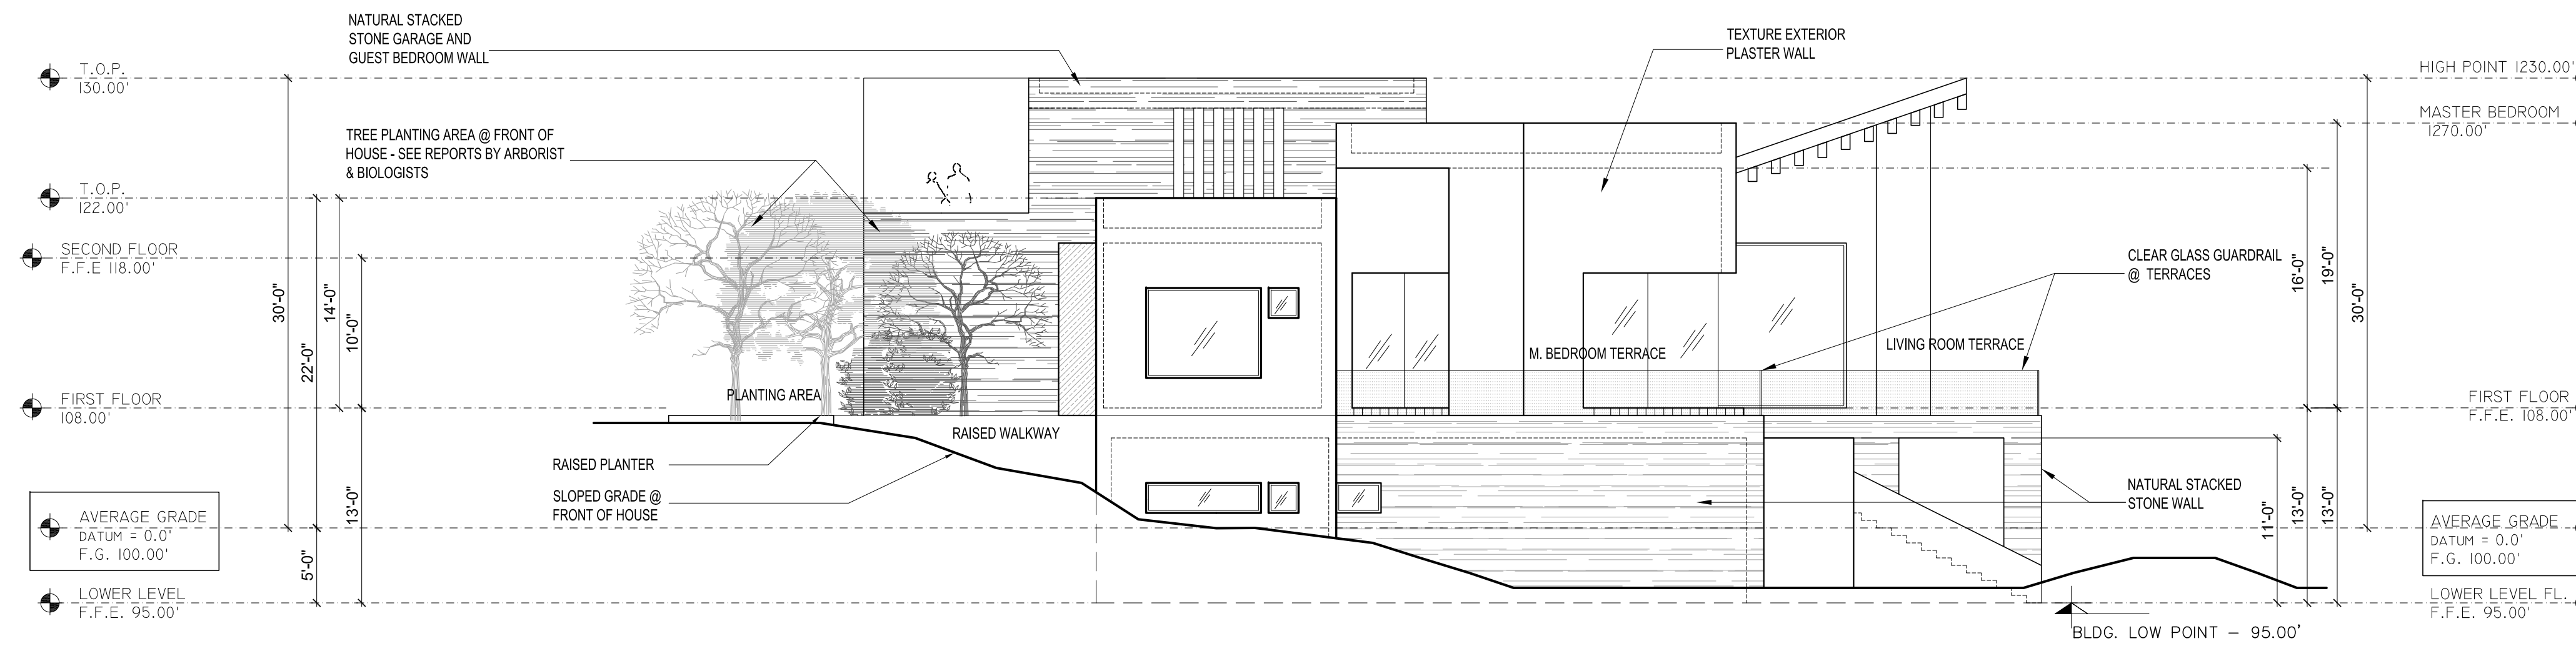 NATURAL STACKED
STONE GARAGE AND
GUEST BEDROOM WALL
TEXTURE EXTERIOR
PLASTER WALL
T.O.P.
130.00'
HIGH POINT 1230.00'
MASTER BEDROOM
1270.00'
TREE PLANTING AREA @ FRONT OF
HOUSE - SEE REPORTS BY ARBORIST
& BIOLOGISTS
T.O.P.
122.00'
SECOND FLOOR
F.F.E 118.00'
CLEAR GLASS GUARDRAIL
@ TERRACES
30'-0"
14'-0"
10'-0"
22'-0"
16'-0"
19'-0"
30'-0"
M. BEDROOM TERRACE
LIVING ROOM TERRACE
FIRST FLOOR
108.00'
PLANTING AREA
FIRST FLOOR
F.F.E. 108.00'
RAISED WALKWAY
RAISED PLANTER
SLOPED GRADE @
FRONT OF HOUSE
NATURAL STACKED
STONE WALL
13'-0"
5'-0"
11'-0"
13'-0"
13'-0"
AVERAGE GRADE
DATUM = 0.0'
F.G. 100.00'
AVERAGE GRADE
DATUM = 0.0'
F.G. 100.00'
LOWER LEVEL
F.F.E. 95.00'
LOWER LEVEL FL.
F.F.E. 95.00'
BLDG. LOW POINT - 95.00'